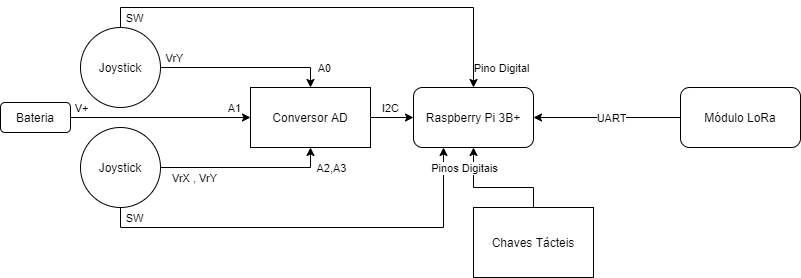 SW
VrY
Joystick
A0
Pino Digital
Bateria
V+
A1
Conversor AD
I2C
Raspberry Pi 3B+
UART
Módulo LoRa
Joystick
VrX , VrY
A2,A3
Pinos Digitais
SW
Chaves Tácteis